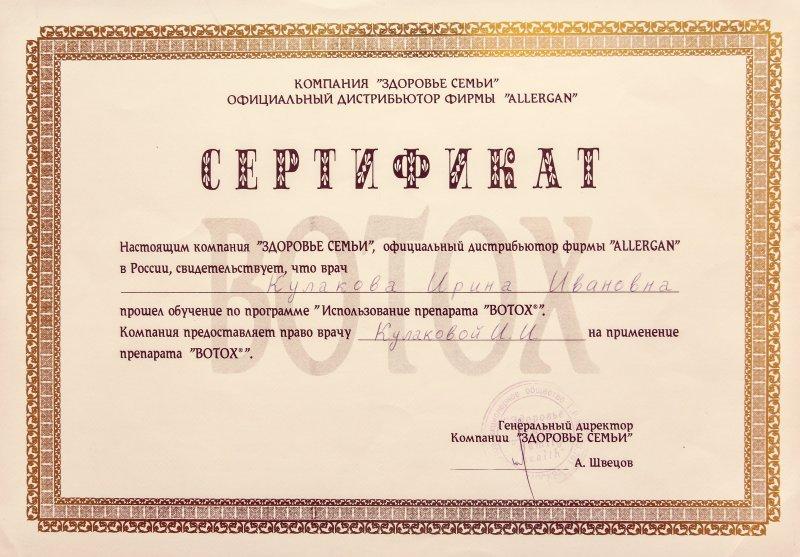 КОМПАНИЯ "ЗДОРОВЬЕ СЕМЬИ"
ОФИЦИАЛЬНЫЙ ДИСТРИБЬЮТОР ФИРМЫ "ALLERGAN"
СЕРТИФИКАТ
BOTOX
Настоящим компания "ЗДОРОВЬЕ СЕМЬИ", официальный дистрибьютор фирмы "ALLERGAN"
в России, свидетельствует, что врач
Кулакова Ирина Ивановна
прошел обучение по программе "Использование препарата "BOTOX®".
Компания предоставляет право врачу Кулаковой И. И на применение
препарата "BOTOX®".
Генеральный директор
Компании "ЗДОРОВЬЕ СЕМЬИ"
А. Швецов